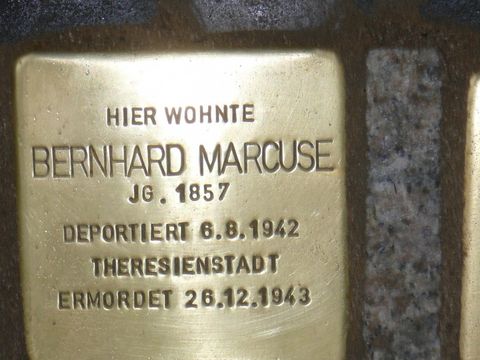 HIER WOHNTE
BERNHARD MARCUSE
JG. 1857
DEPORTIERT 6.8.1942
THERESIENSTADT
ERMORDET 26.12.1943